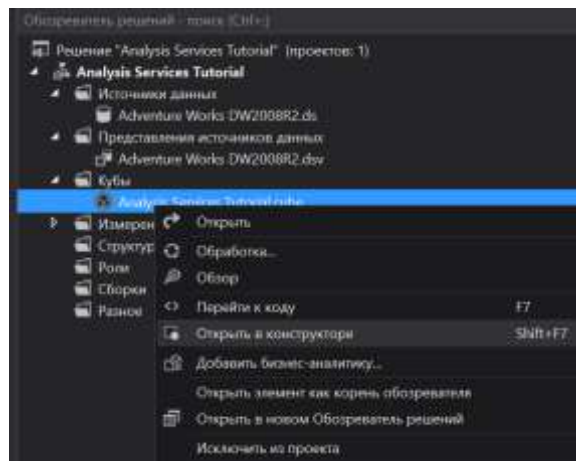 Обозреватель решений - поиск (Ctrl+;)
Решение "Analysis Services Tutorial" (проектов: 1)
Analysis Services Tutorial
Источники данных
Adventure Works DW2008R2.ds
Представления источников данных
Adventure Works DW2008R2.dsv
Кубы
Analysis Services Tutorial.cube
Измерен
Структур
Роли
Сборки
Разное
Открыть
Обработка...
Обзор
Перейти к коду F7
Открыть в конструкторе Shift+F7
Добавить бизнес-аналитику...
Открыть элемент как корень обозревателя
Открыть в новом Обозреватель решений
Исключить из проекта